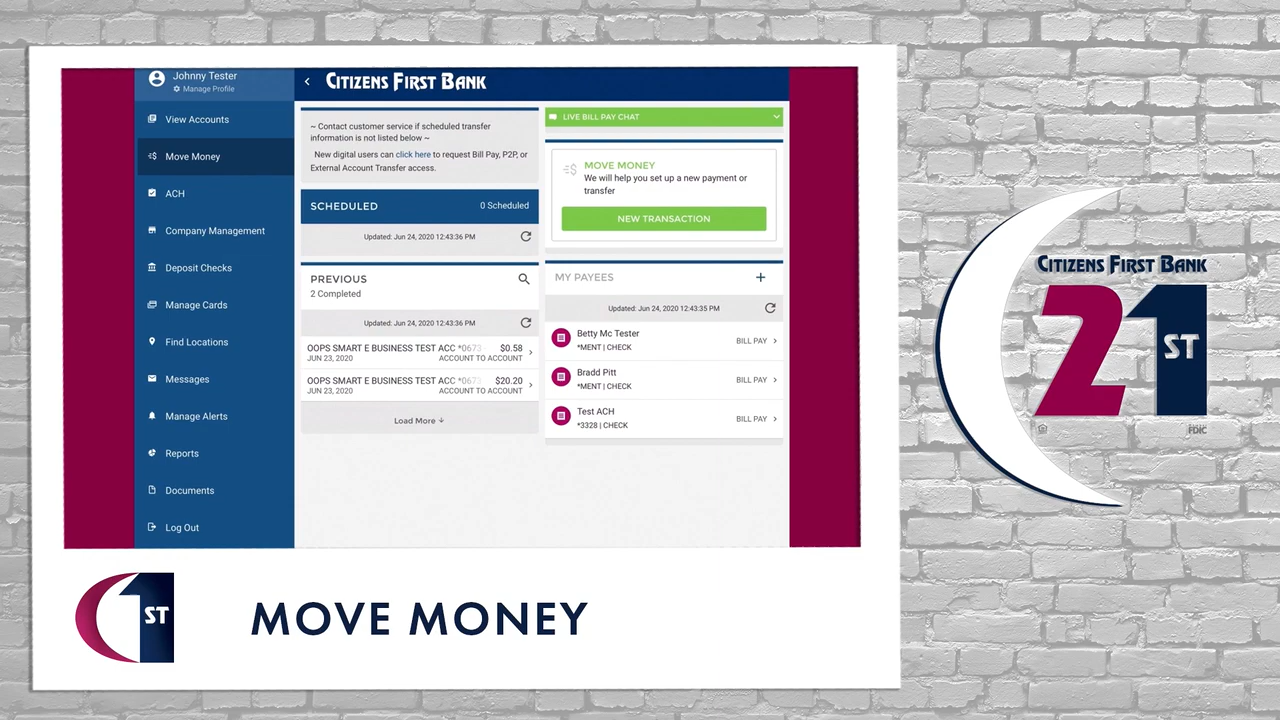 Johnny Tester
Manage Profile
View Accounts
Move Money
ACH
Company Management
Deposit Checks
Manage Cards
Find Locations
Messages
Manage Alerts
Reports
Documents
Log Out
CITIZENS FIRST BANK
~ Contact customer service if scheduled transfer
information is not listed below ~
New digital users can click here to request Bill Pay, P2P, or
External Account Transfer access.
SCHEDULED 0 Scheduled
Updated: Jun 24, 2020 12:43:36 PM
PREVIOUS
2 Completed
Updated: Jun 24, 2020 12:43:36 PM
OOPS SMART E BUSINESS TEST ACC *0673 $0.58
JUN 23, 2020 ACCOUNT TO ACCOUNT
OOPS SMART E BUSINESS TEST ACC *0673 $20.20
JUN 23, 2020 ACCOUNT TO ACCOUNT
Load More
LIVE BILL PAY CHAT
MOVE MONEY
We will help you set up a new payment or
transfer
NEW TRANSACTION
MY PAYEES
Updated: Jun 24, 2020 12:43:35 PM
Betty Mc Tester
*MENT | CHECK BILL PAY
Bradd Pitt
*MENT | CHECK BILL PAY
Test ACH
*3328 | CHECK BILL PAY
1ST
MOVE MONEY
CITIZENS FIRST BANK
21ST
FDIC